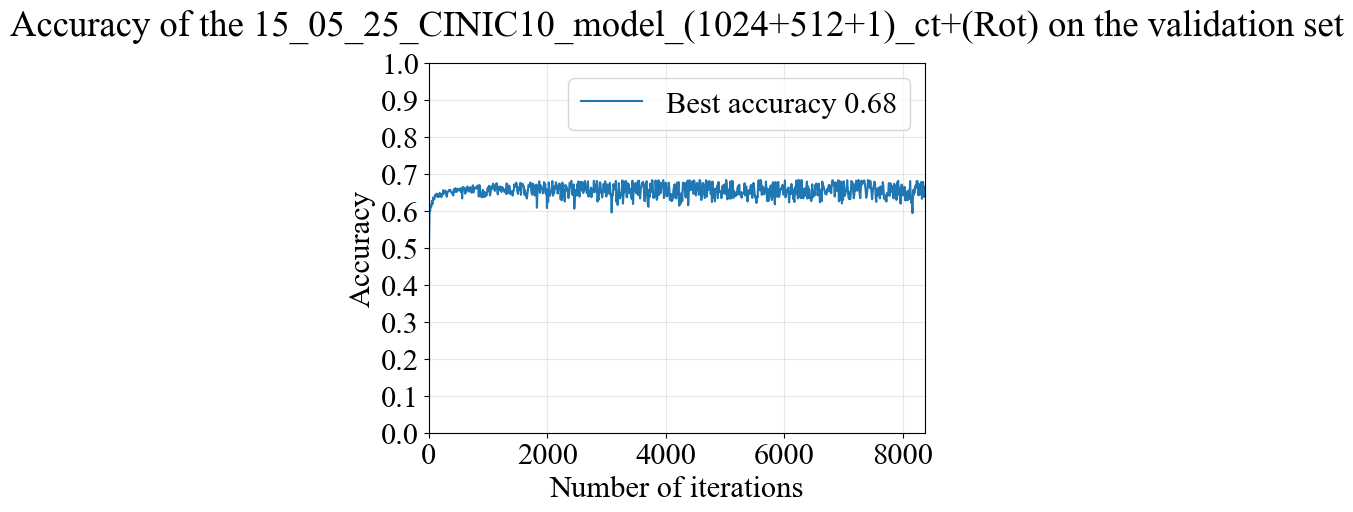 Accuracy of the 15_05_25_CINIC10_model_(1024+512+1)_ct+(Rot) on the validation set
Best accuracy 0.68
Accuracy
1.0
0.9
0.8
0.7
0.6
0.5
0.4
0.3
0.2
0.1
0.0
0 2000 4000 6000 8000
Number of iterations